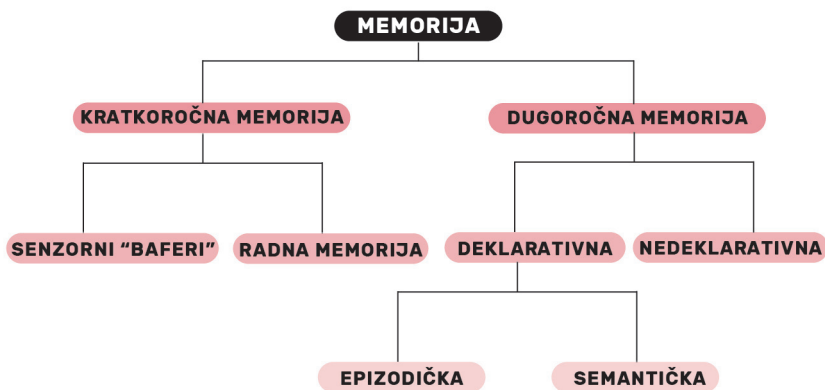 MEMORIJA
KRATKOROČNA MEMORIJA
DUGOROČNA MEMORIJA
SENZORNI “BAFERI”
RADNA MEMORIJA
DEKLARATIVNA
NEDEKLARATIVNA
EPIZODIČKA
SEMANTIČKA